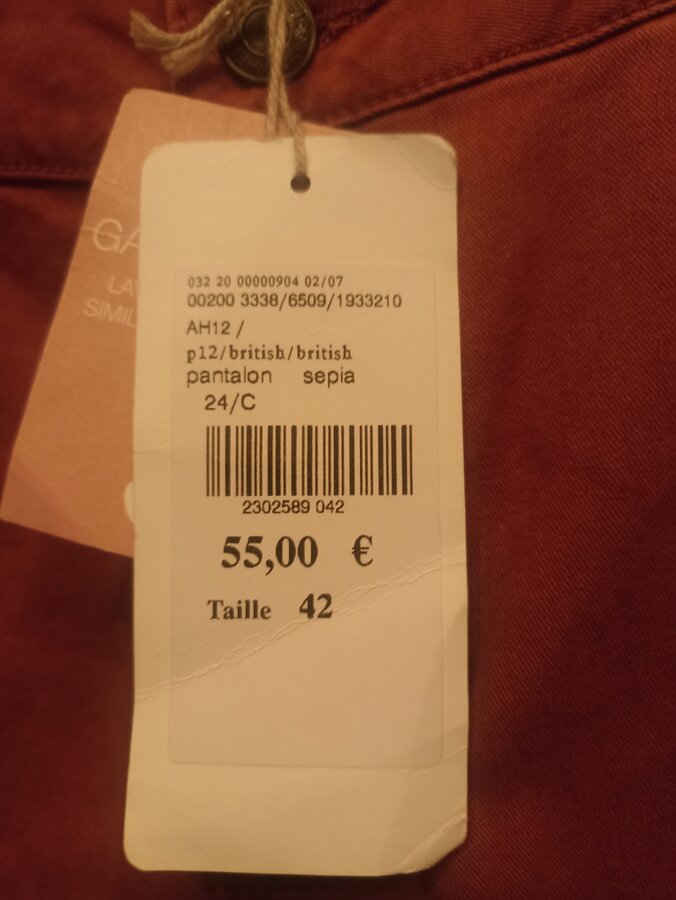 032 20 00000904 02/07
00200 3338/6509/1933210
AH12 /
p12/british/british
pantalon sepia
24/C
2302589 042
55,00 €
Taille 42